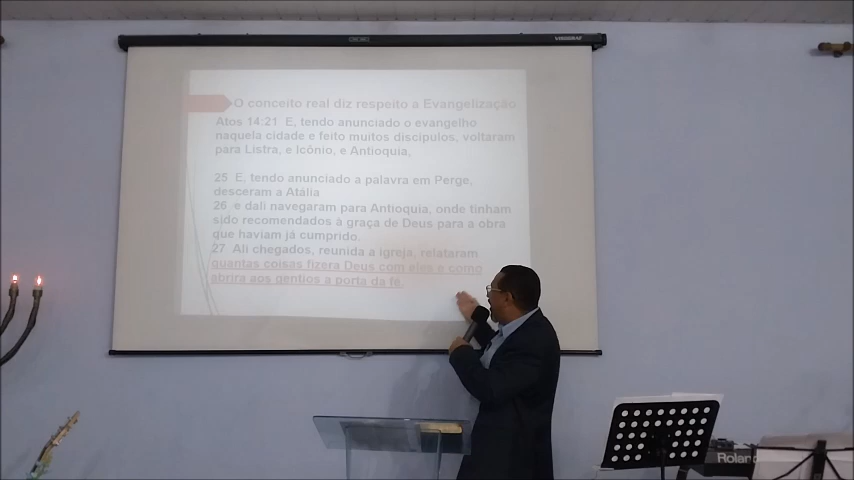 VISOGRAF
O conceito real diz respeito a Evangelização
Atos 14:21 E, tendo anunciado o evangelho
naquela cidade e feito muitos discípulos, voltaram
para Listra, e Icônio, e Antioquia,
25 E, tendo anunciado a palavra em Perge,
desceram a Atália
26 e dali navegaram para Antioquia, onde tinham
sido recomendados à graça de Deus para a obra
que haviam já cumprido.
27 Ali chegados, reunida a igreja, relataram
quantas coisas fizera Deus com eles e como
abrira aos gentios a porta da fé.
Roland